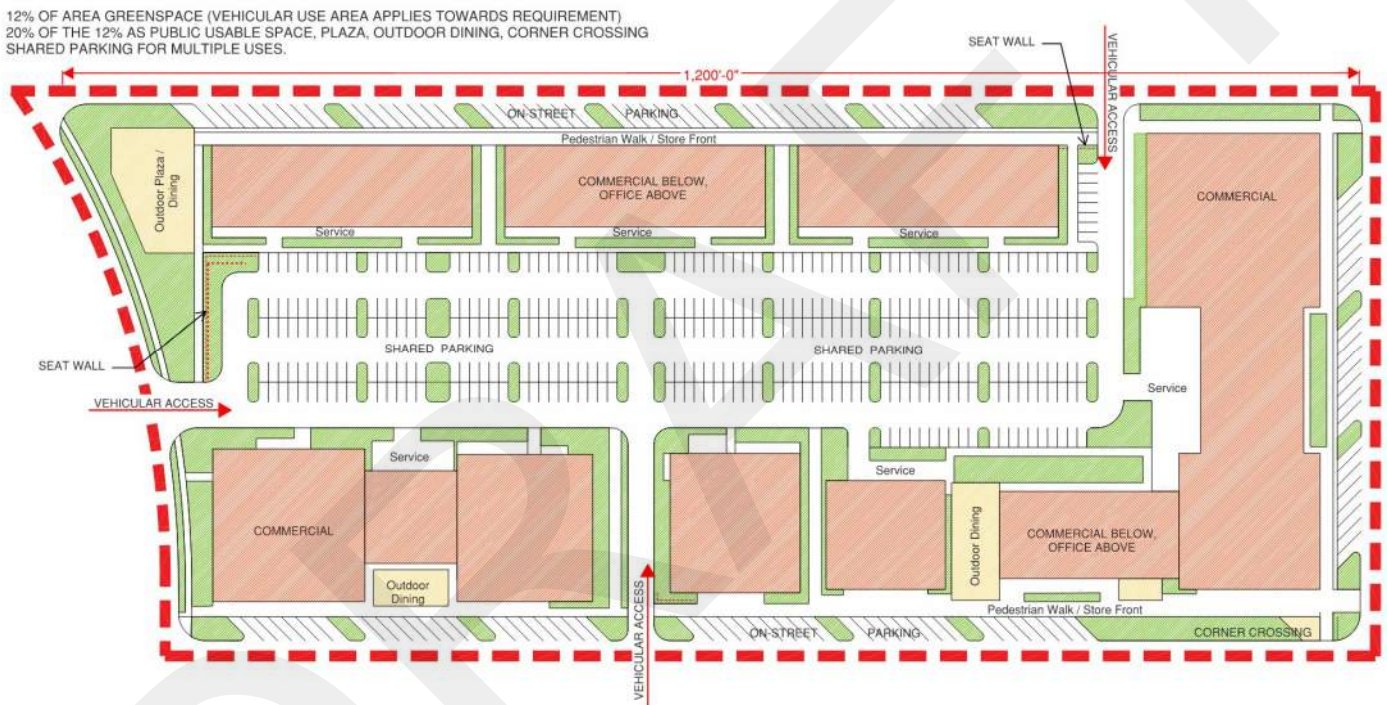 12% OF AREA GREENSPACE (VEHICULAR USE AREA APPLIES TOWARDS REQUIREMENT)
20% OF THE 12% AS PUBLIC USABLE SPACE, PLAZA, OUTDOOR DINING, CORNER CROSSING
SHARED PARKING FOR MULTIPLE USES.
SEAT WALL
VEHICULAR ACCESS
1,200'-0"
ON-STREET PARKING
Pedestrian Walk / Store Front
Outdoor Plaza /
Dining
COMMERCIAL BELOW,
OFFICE ABOVE
COMMERCIAL
Service
Service
Service
SHARED PARKING
SHARED PARKING
SEAT WALL
Service
VEHICULAR ACCESS
Service
Service
COMMERCIAL
Outdoor Dining
COMMERCIAL BELOW,
OFFICE ABOVE
Outdoor
Dining
Pedestrian Walk / Store Front
VEHICULAR ACCESS
ON-STREET PARKING
CORNER CROSSING
DRAFT